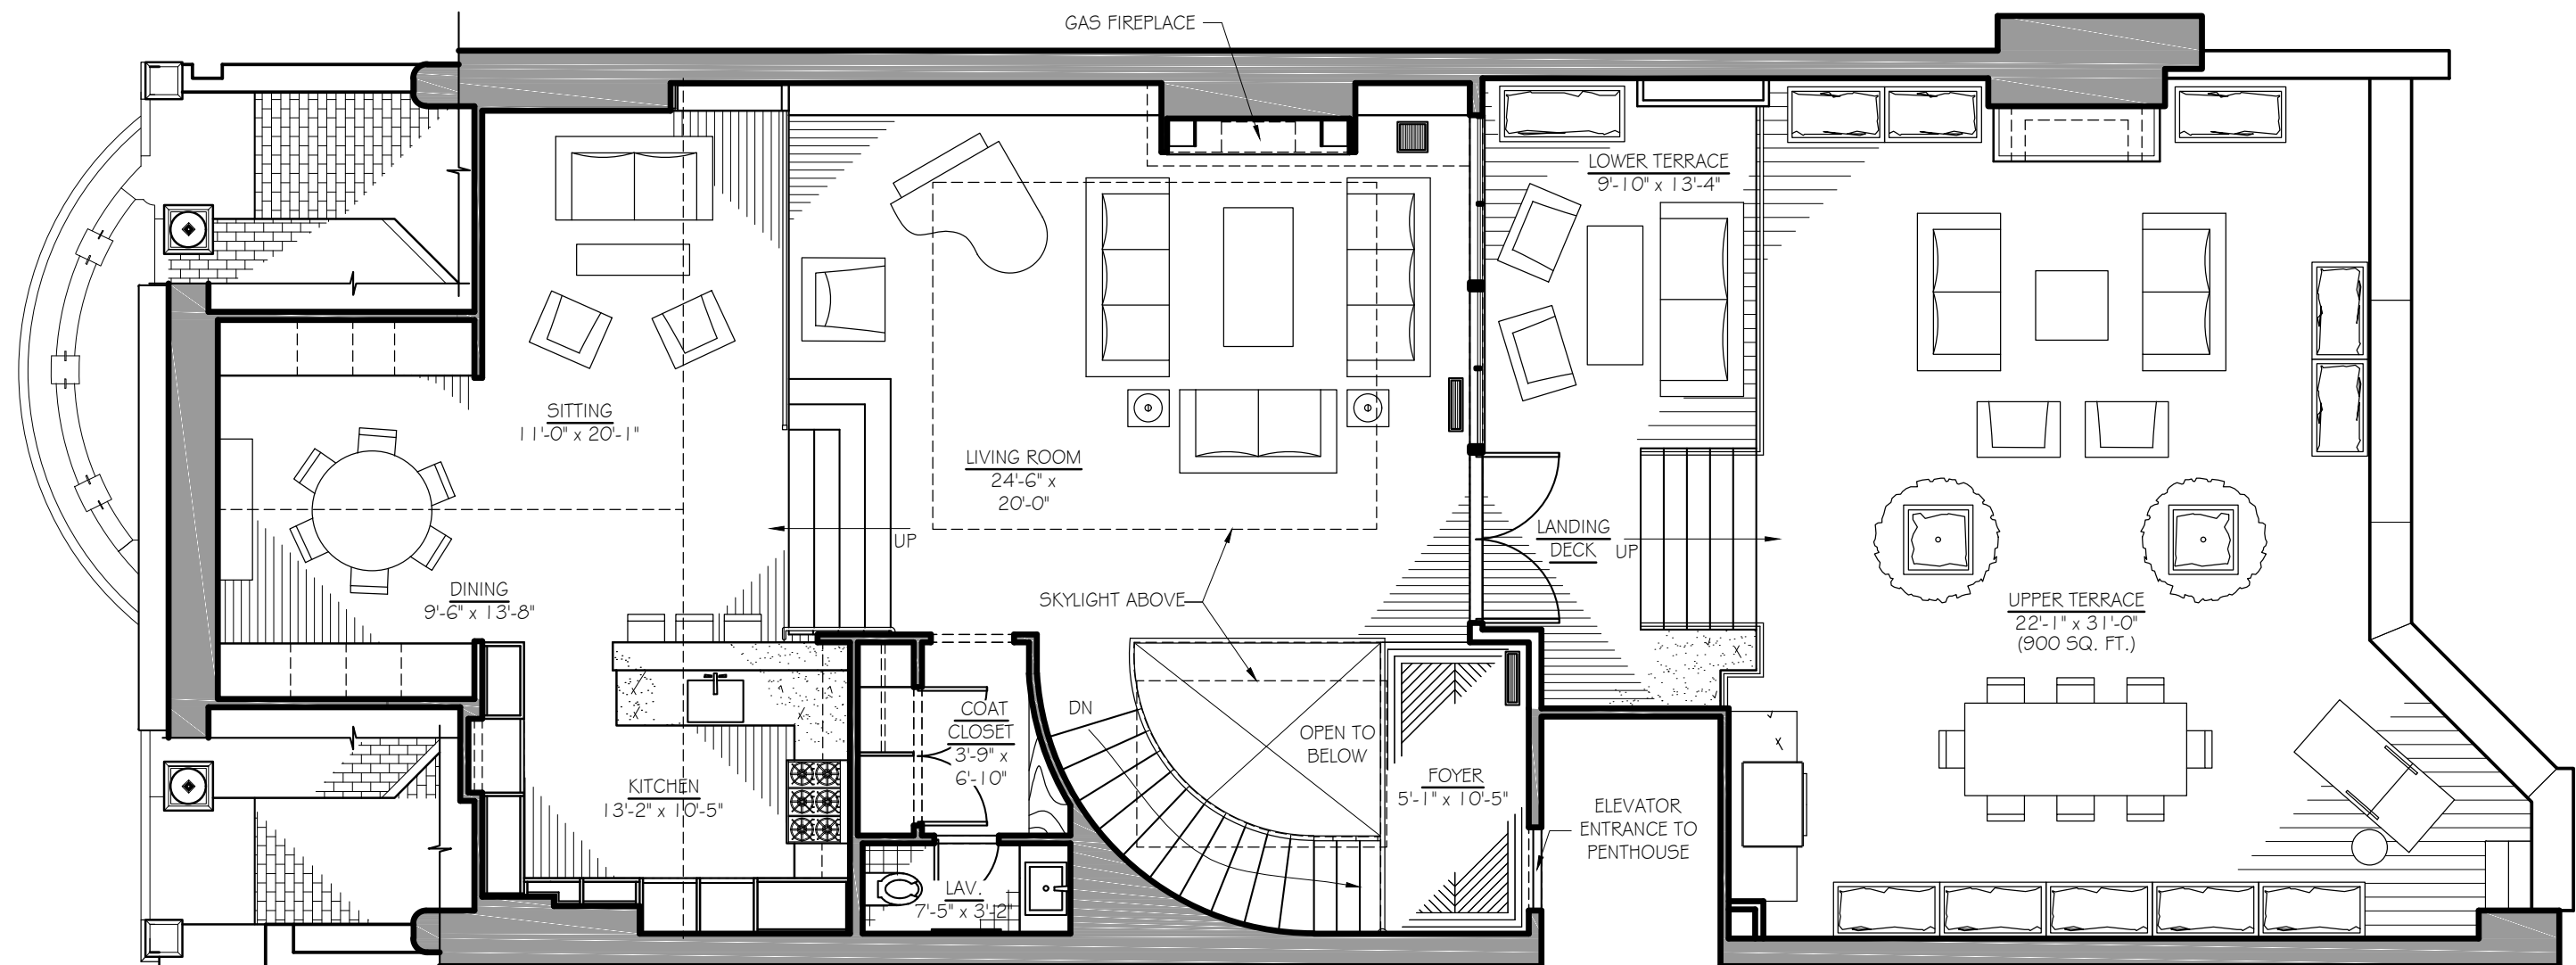 GAS FIREPLACE
LOWER TERRACE
9'-10" x 13'-4"
SITTING
11'-0" x 20'-1"
LIVING ROOM
24'-6" x
20'-0"
UP
LANDING
DECK
UP
DINING
9'-6" x 13'-8"
SKYLIGHT ABOVE
UPPER TERRACE
22'-1" x 31'-0"
(900 SQ. FT.)
COAT
CLOSET
3'-9" x
6'-10"
DN
OPEN TO
BELOW
KITCHEN
13'-2" x 10'-5"
FOYER
5'-1" x 10'-5"
ELEVATOR
ENTRANCE TO
PENTHOUSE
LAV.
7'-5" x 3'-2"